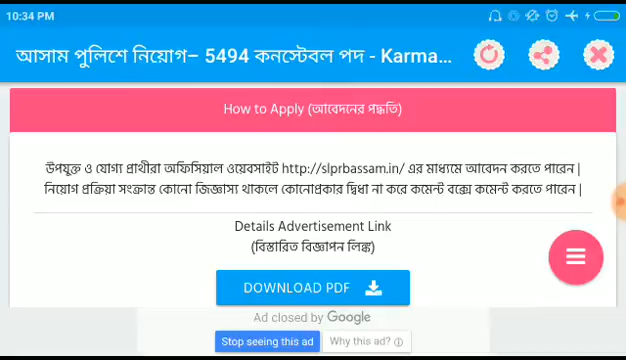 10:34 PM
আসাম পুলিশে নিয়োগ– 5494 কনস্টেবল পদ - Karma...
How to Apply (আবেদনের পদ্ধতি)
উপযুক্ত ও যোগ্য প্রার্থীরা অফিসিয়াল ওয়েবসাইট http://slprbassam.in/ এর মাধ্যমে আবেদন করতে পারেন |
নিয়োগ প্রক্রিয়া সংক্রান্ত কোনো জিজ্ঞাস্য থাকলে কোনোপ্রকার দ্বিধা না করে কমেন্ট বক্সে কমেন্ট করতে পারেন |
Details Advertisement Link
(বিস্তারিত বিজ্ঞাপন লিঙ্ক)
DOWNLOAD PDF
Ad closed by Google
Stop seeing this ad Why this ad?